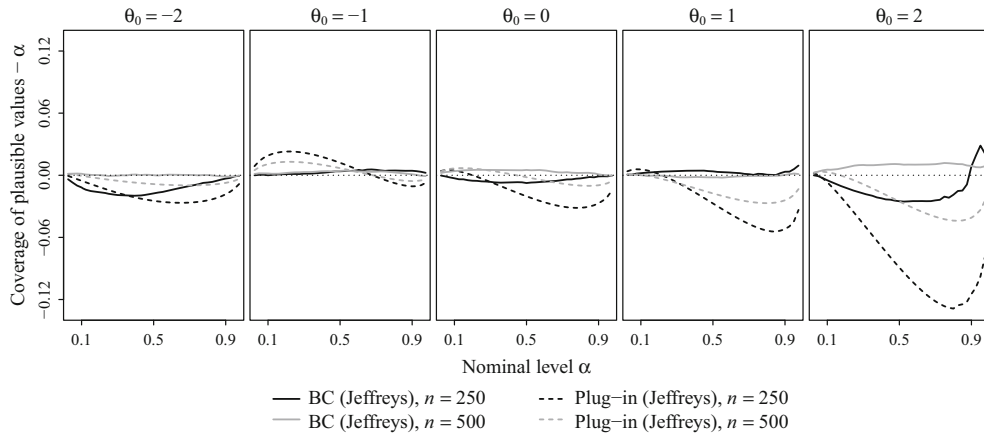 θ₀ = −2 θ₀ = −1 θ₀ = 0 θ₀ = 1 θ₀ = 2
Coverage of plausible values − α
0.12
0.06
0.00
−0.06
−0.12
0.1 0.5 0.9 0.1 0.5 0.9 0.1 0.5 0.9 0.1 0.5 0.9 0.1 0.5 0.9
Nominal level α
BC (Jeffreys), n = 250 Plug−in (Jeffreys), n = 250
BC (Jeffreys), n = 500 Plug−in (Jeffreys), n = 500